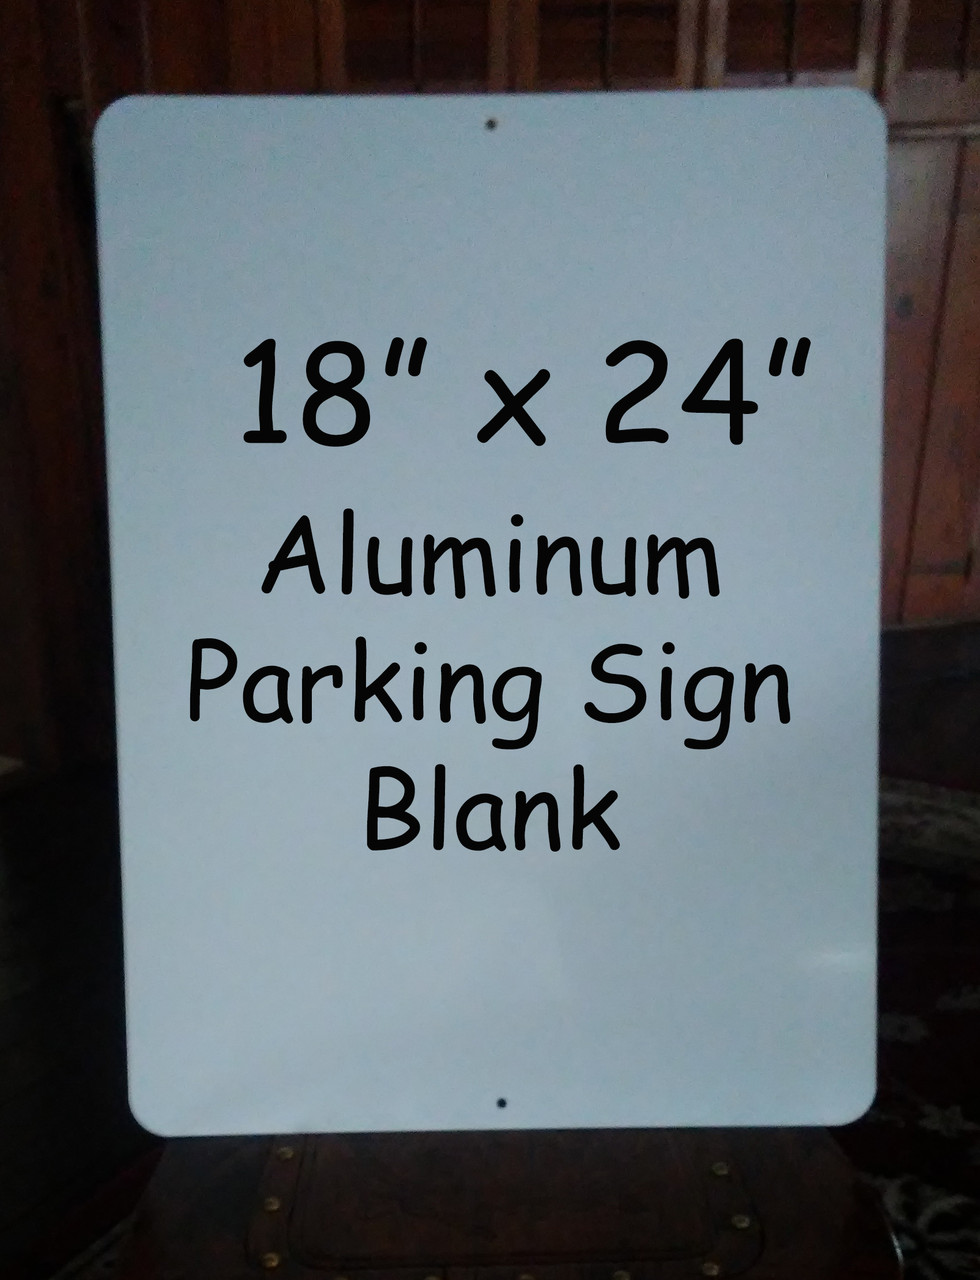 18" x 24"
Aluminum
Parking Sign
Blank